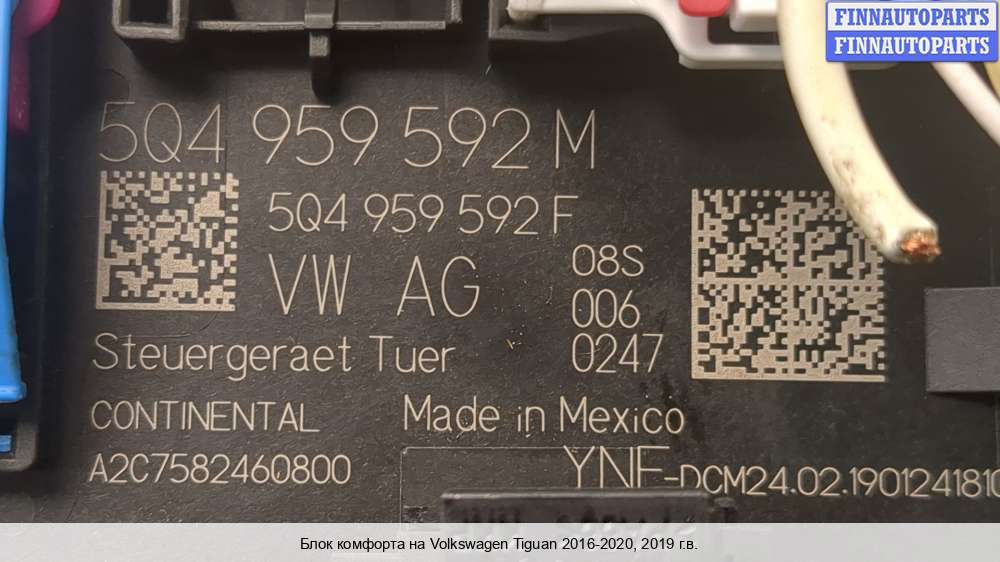 FINNAUTOPARTS
FINNAUTOPARTS
5Q4 959 592 M
5Q4 959 592 F
VW AG
08S
006
0247
Steuergeraet Tuer
CONTINENTAL
Made in Mexico
A2C7582460800
YNF-DCM24.02.1901241810
Блок комфорта на Volkswagen Tiguan 2016-2020, 2019 г.в.